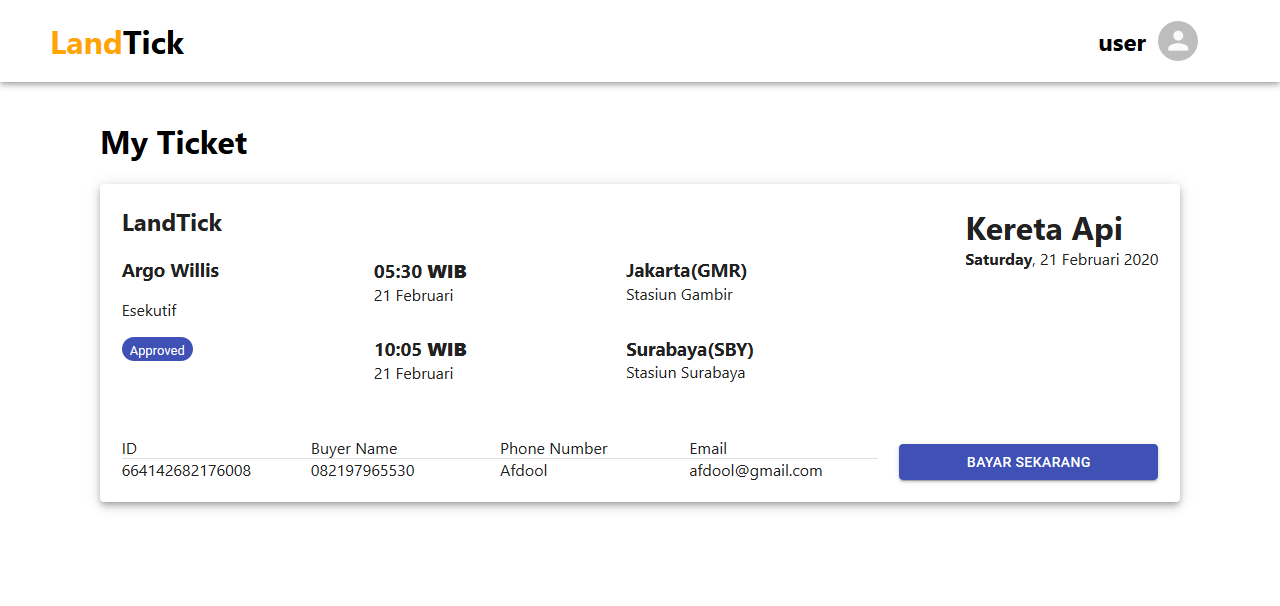 LandTick
user
My Ticket
LandTick
Kereta Api
Saturday, 21 Februari 2020
Argo Willis
05:30 WIB
Jakarta(GMR)
21 Februari
Stasiun Gambir
Esekutif
Approved
10:05 WIB
Surabaya(SBY)
21 Februari
Stasiun Surabaya
ID Buyer Name Phone Number Email
664142682176008 082197965530 Afdool afdool@gmail.com
BAYAR SEKARANG